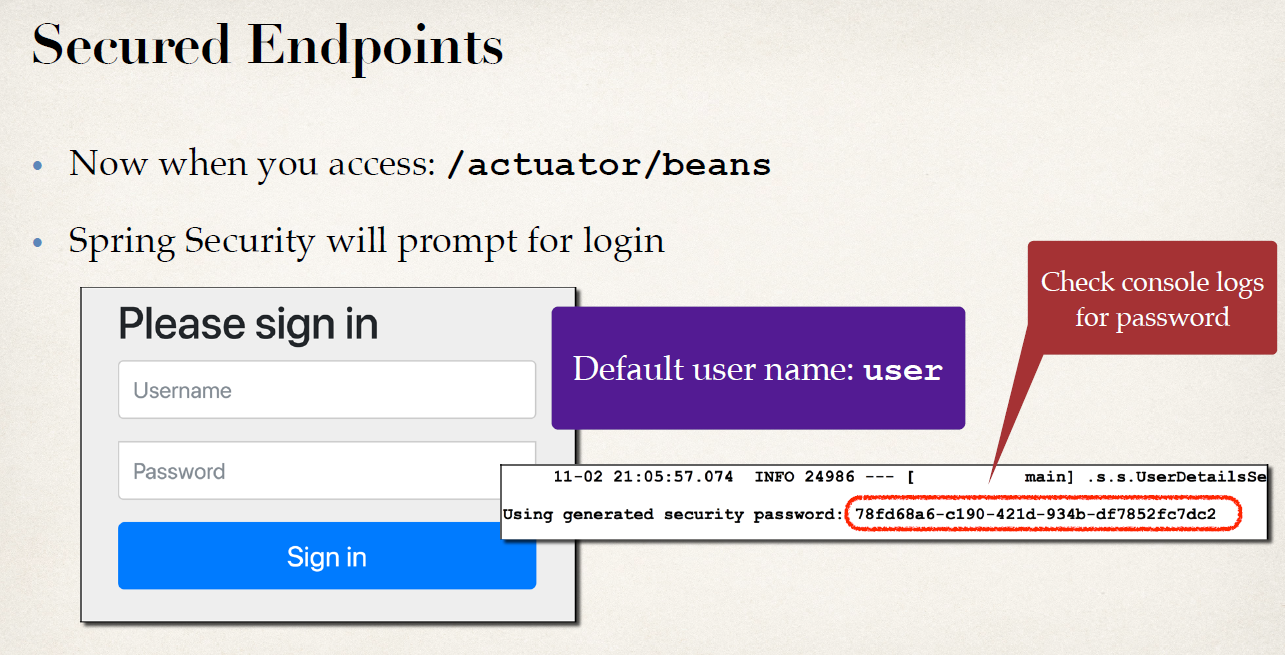 Secured Endpoints
• Now when you access: /actuator/beans
• Spring Security will prompt for login
Check console logs
for password
Please sign in
Username
Default user name: user
Password
11-02 21:05:57.074 INFO 24986 --- [ main] .s.s.UserDetailsSe
Using generated security password: 78fd68a6-c190-421d-934b-df7852fc7dc2
Sign in